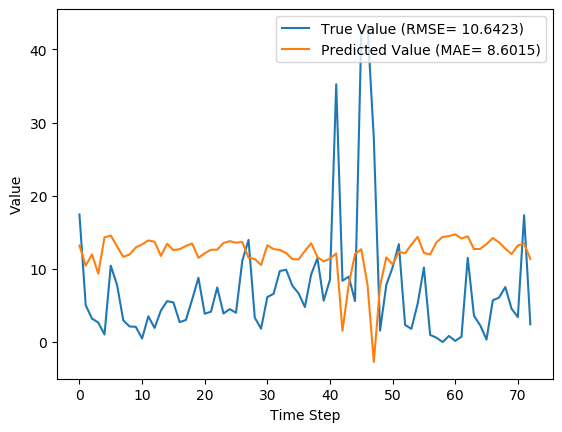 True Value (RMSE= 10.6423)
Predicted Value (MAE= 8.6015)
40
30
20
10
0
Value
0 10 20 30 40 50 60 70
Time Step